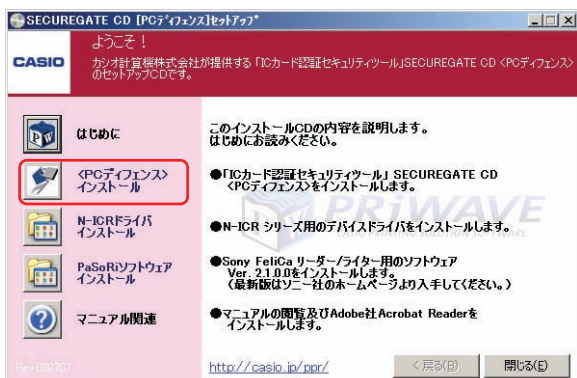 SECUREGATE CD [PCﾃﾞｨﾌｪﾝｽ]ｾｯﾄｱｯﾌﾟ
CASIO
ようこそ！
カシオ計算機株式会社が提供する「ICカード認証セキュリティツール」SECUREGATE CD <PCディフェンス>
のセットアップCDです。
はじめに
このインストールCDの内容を説明します。
はじめにお読みください。
<PCディフェンス>
インストール
●「ICカード認証セキュリティツール」 SECUREGATE CD
<PCディフェンス>をインストールします。
PRiWAVE
CASIO PAINTING SOLUTION SOFTWARE
N-ICRドライバ
インストール
●N-ICR シリーズ用のデバイスドライバをインストールします。
PaSoRiソフトウェア
インストール
●Sony FeliCa リーダー/ライター用のソフトウェア
Ver. 2.1.0.0をインストールします。
（最新版はソニー社のホームページより入手してください。）
マニュアル関連
●マニュアルの閲覧及びAdobe社Acrobat Readerを
インストールします。
Rev.080707
http://casio.jp/ppr/
< 戻る(B)
閉じる(E)